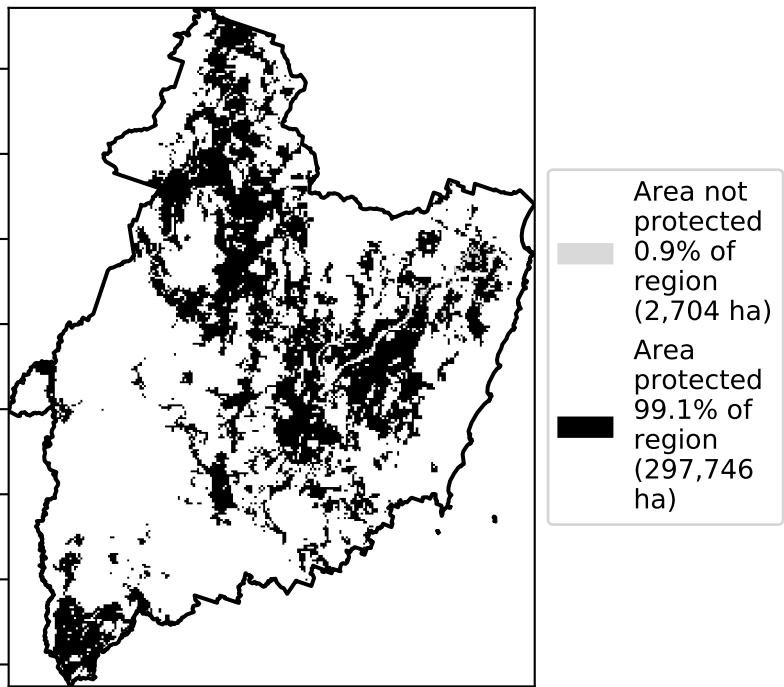 Area not
protected
0.9% of
region
(2,704 ha)
Area
protected
99.1% of
region
(297,746
ha)